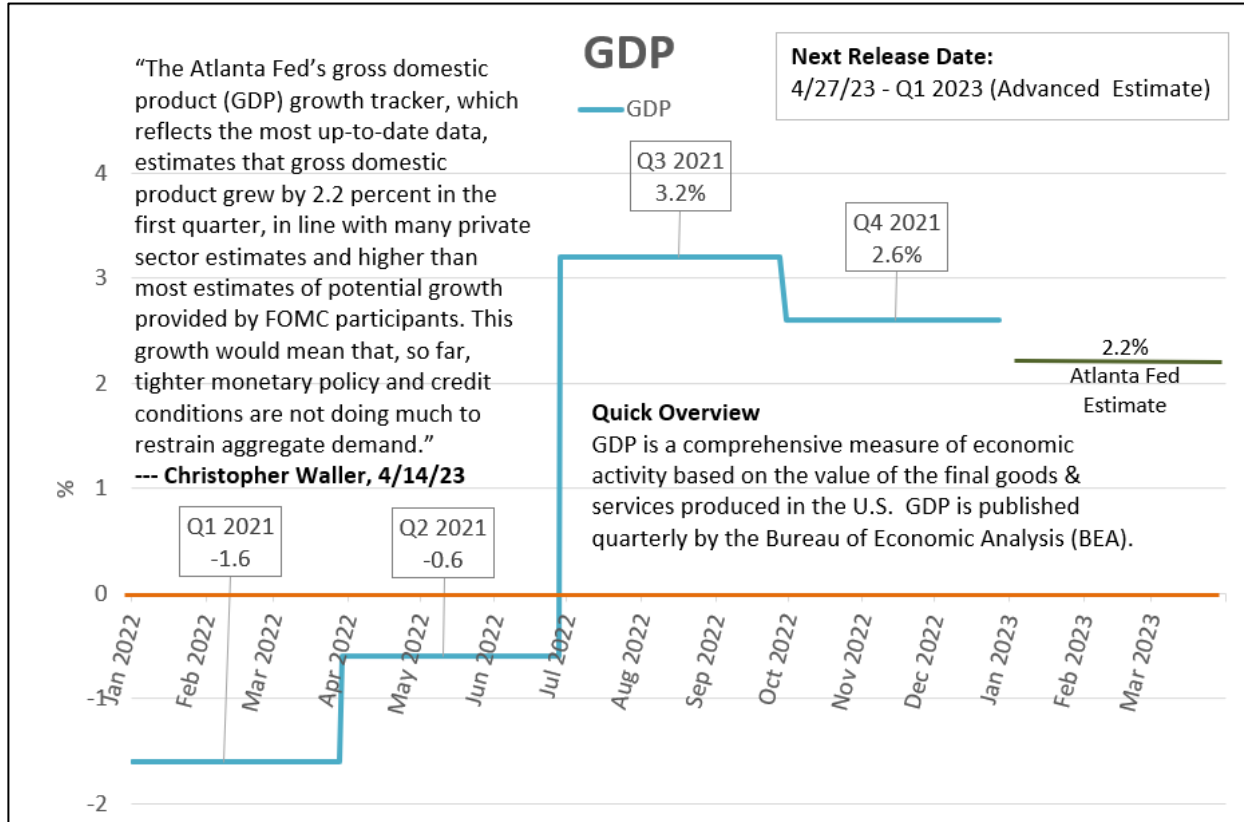 GDP
GDP
Next Release Date:
4/27/23 - Q1 2023 (Advanced Estimate)
“The Atlanta Fed’s gross domestic
product (GDP) growth tracker, which
reflects the most up-to-date data,
estimates that gross domestic
product grew by 2.2 percent in the
first quarter, in line with many private
sector estimates and higher than
most estimates of potential growth
provided by FOMC participants. This
growth would mean that, so far,
tighter monetary policy and credit
conditions are not doing much to
restrain aggregate demand.”
--- Christopher Waller, 4/14/23
Q3 2021
3.2%
Q4 2021
2.6%
2.2%
Atlanta Fed
Estimate
Quick Overview
GDP is a comprehensive measure of economic
activity based on the value of the final goods &
services produced in the U.S. GDP is published
quarterly by the Bureau of Economic Analysis (BEA).
Q1 2021
-1.6
Q2 2021
-0.6
%
4
3
2
1
0
-1
-2
Jan 2022
Feb 2022
Mar 2022
Apr 2022
May 2022
Jun 2022
Jul 2022
Aug 2022
Sep 2022
Oct 2022
Nov 2022
Dec 2022
Jan 2023
Feb 2023
Mar 2023